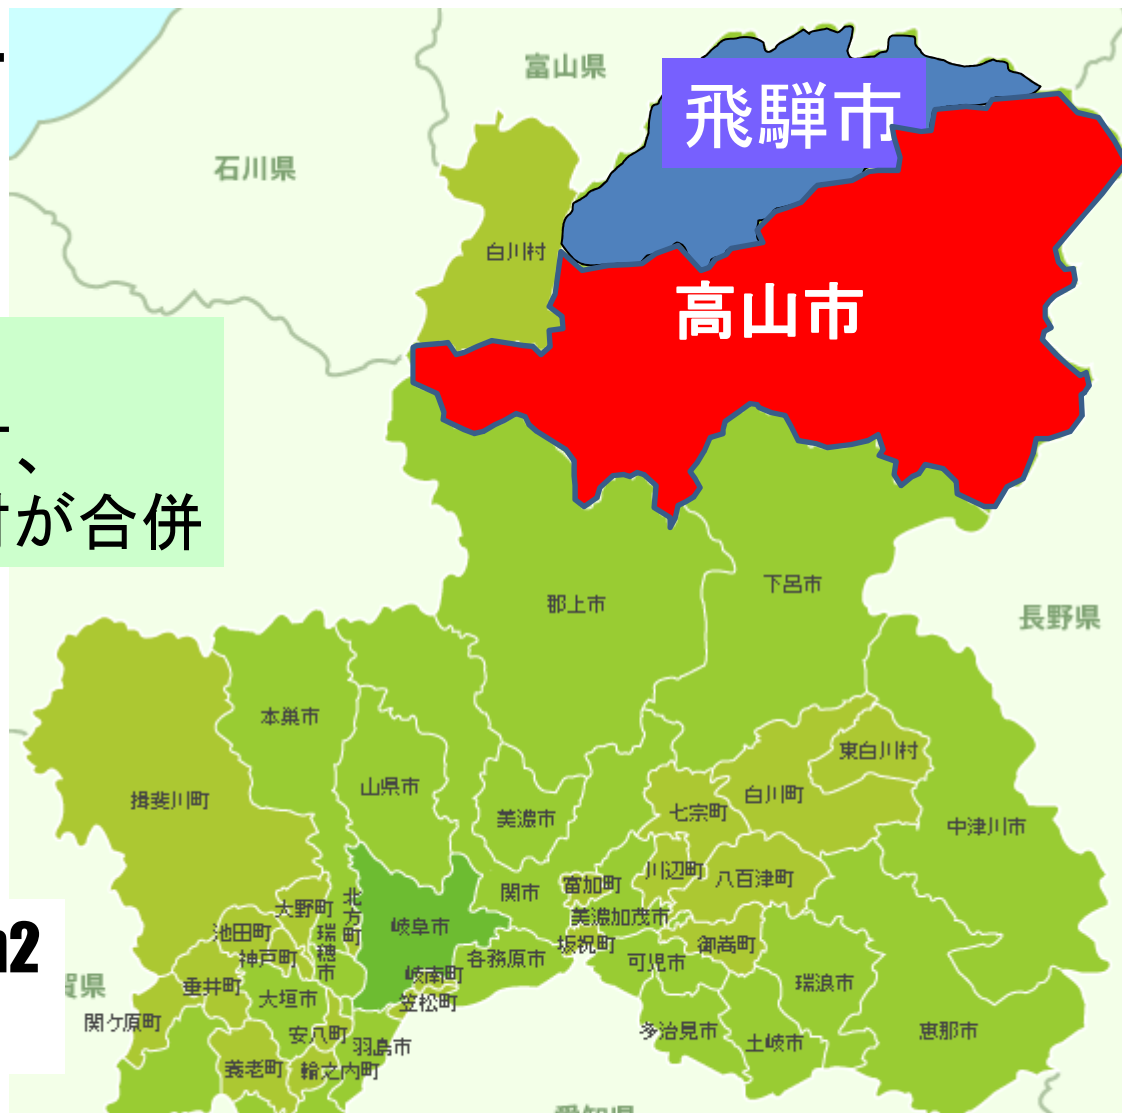 富山県
飛騨市
石川県
白川村
高山市
、
が合併
下呂市
郡上市
長野県
本巣市
東白川村
山県市
白川町
揖斐川町
七宗町
美濃市
中津川市
川辺町
八百津町
富加町
関市
大野町
北方町
美濃加茂市
岐阜市
池田町
瑞穂市
坂祝町
御嵩町
神戸町
各務原市
可児市
岐南町
瑞浪市
垂井町
賀県
大垣市
笠松町
関ケ原町
多治見市
恵那市
安八町
土岐市
羽島市
養老町
輪之内町
愛知県